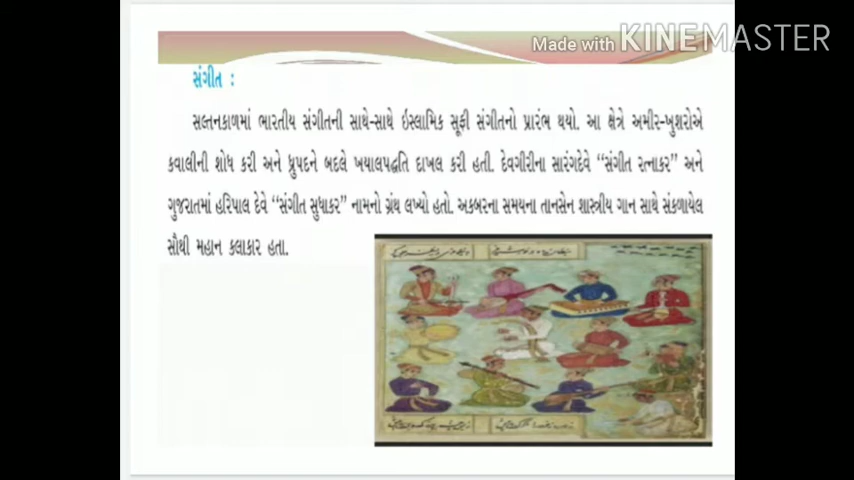 Made with KINEMASTER
સંગીત :
સલ્તનકાળમાં ભારતીય સંગીતની સાથે-સાથે ઇસ્લામિક સૂફી સંગીતનો પ્રારંભ થયો. આ ક્ષેત્રે અમીર-ખુશરોએ
કવાલીની શોધ કરી અને ધ્રુપદને બદલે ખયાલપદ્ધતિ દાખલ કરી હતી. દેવગીરીના સારંગદેવે “સંગીત રત્નાકર” અને
ગુજરાતમાં હરિપાલ દેવે “સંગીત સુધાકર” નામનો ગ્રંથ લખ્યો હતો. અકબરના સમયના તાનસેન શાસ્ત્રીય ગાન સાથે સંકળાયેલ
સૌથી મહાન કલાકાર હતા.